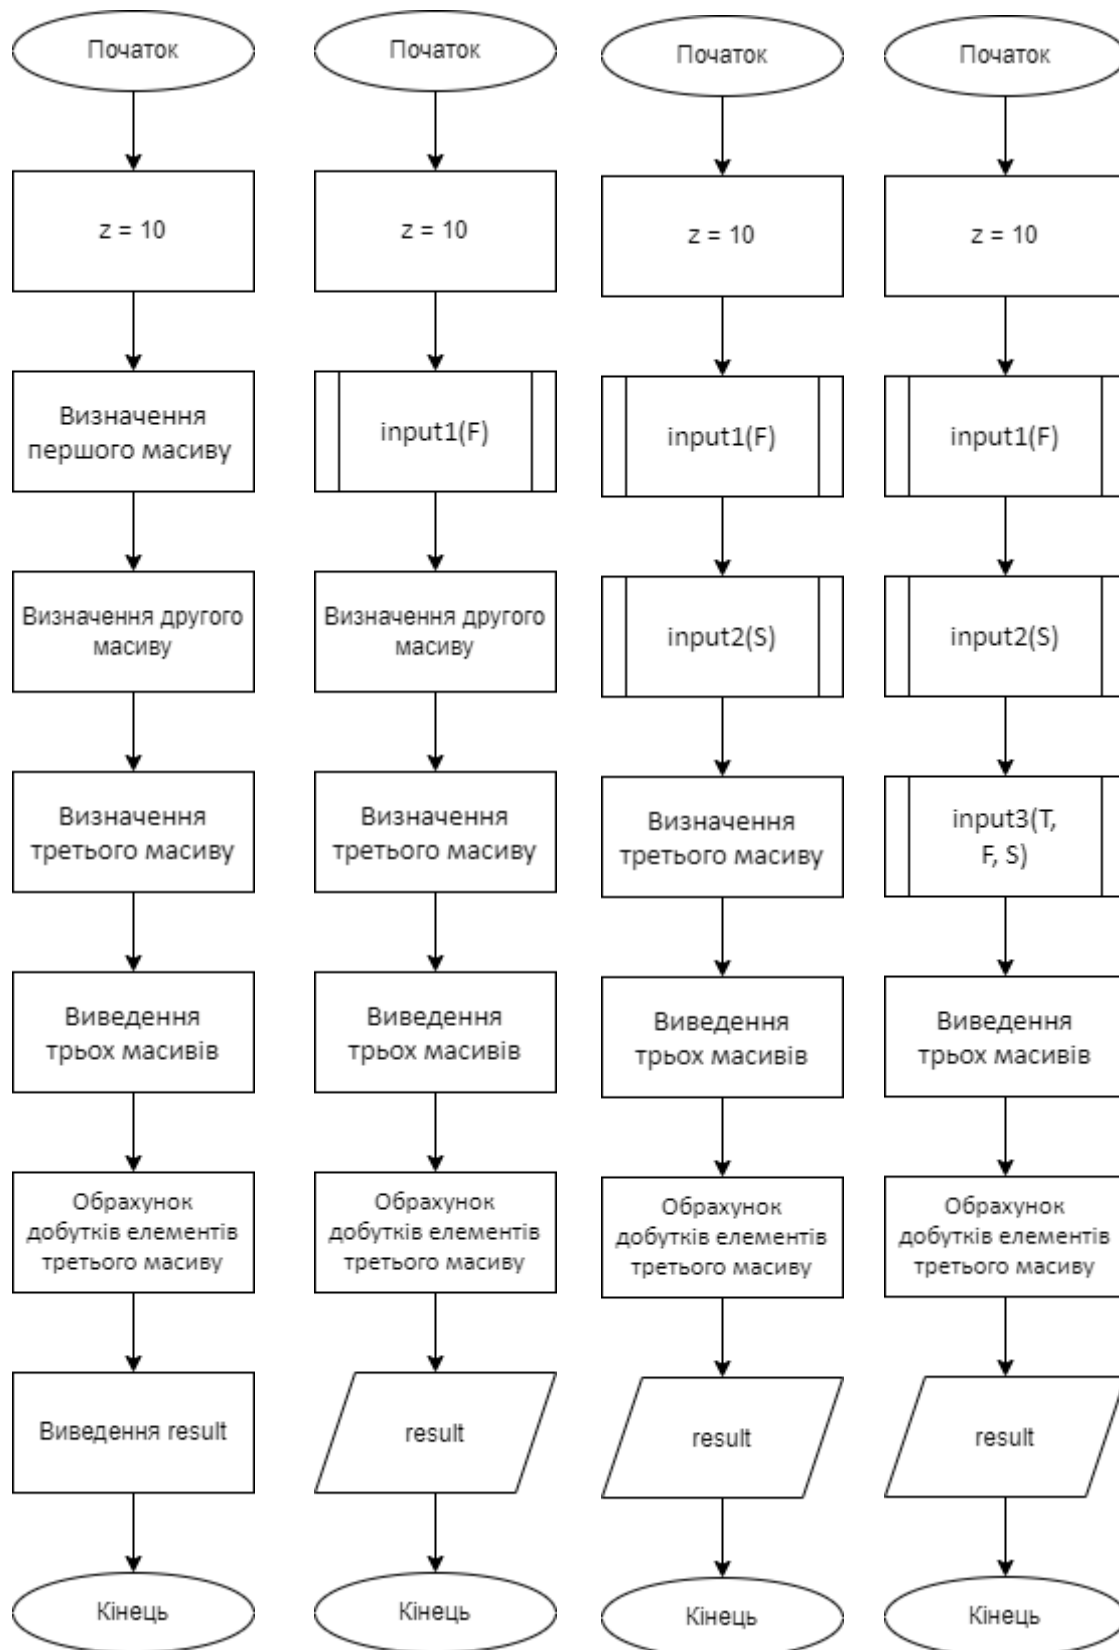 Початок
z = 10
Визначення
першого масиву
Визначення другого
масиву
Визначення
третього масиву
Виведення
трьох масивів
Обрахунок
добутків елементів
третього масиву
Виведення result
Кінець
Початок
z = 10
input1(F)
Визначення другого
масиву
Визначення
третього масиву
Виведення
трьох масивів
Обрахунок
добутків елементів
третього масиву
result
Кінець
Початок
z = 10
input1(F)
input2(S)
Визначення
третього масиву
Виведення
трьох масивів
Обрахунок
добутків елементів
третього масиву
result
Кінець
Початок
z = 10
input1(F)
input2(S)
input3(T,
F, S)
Виведення
трьох масивів
Обрахунок
добутків елементів
третього масиву
result
Кінець